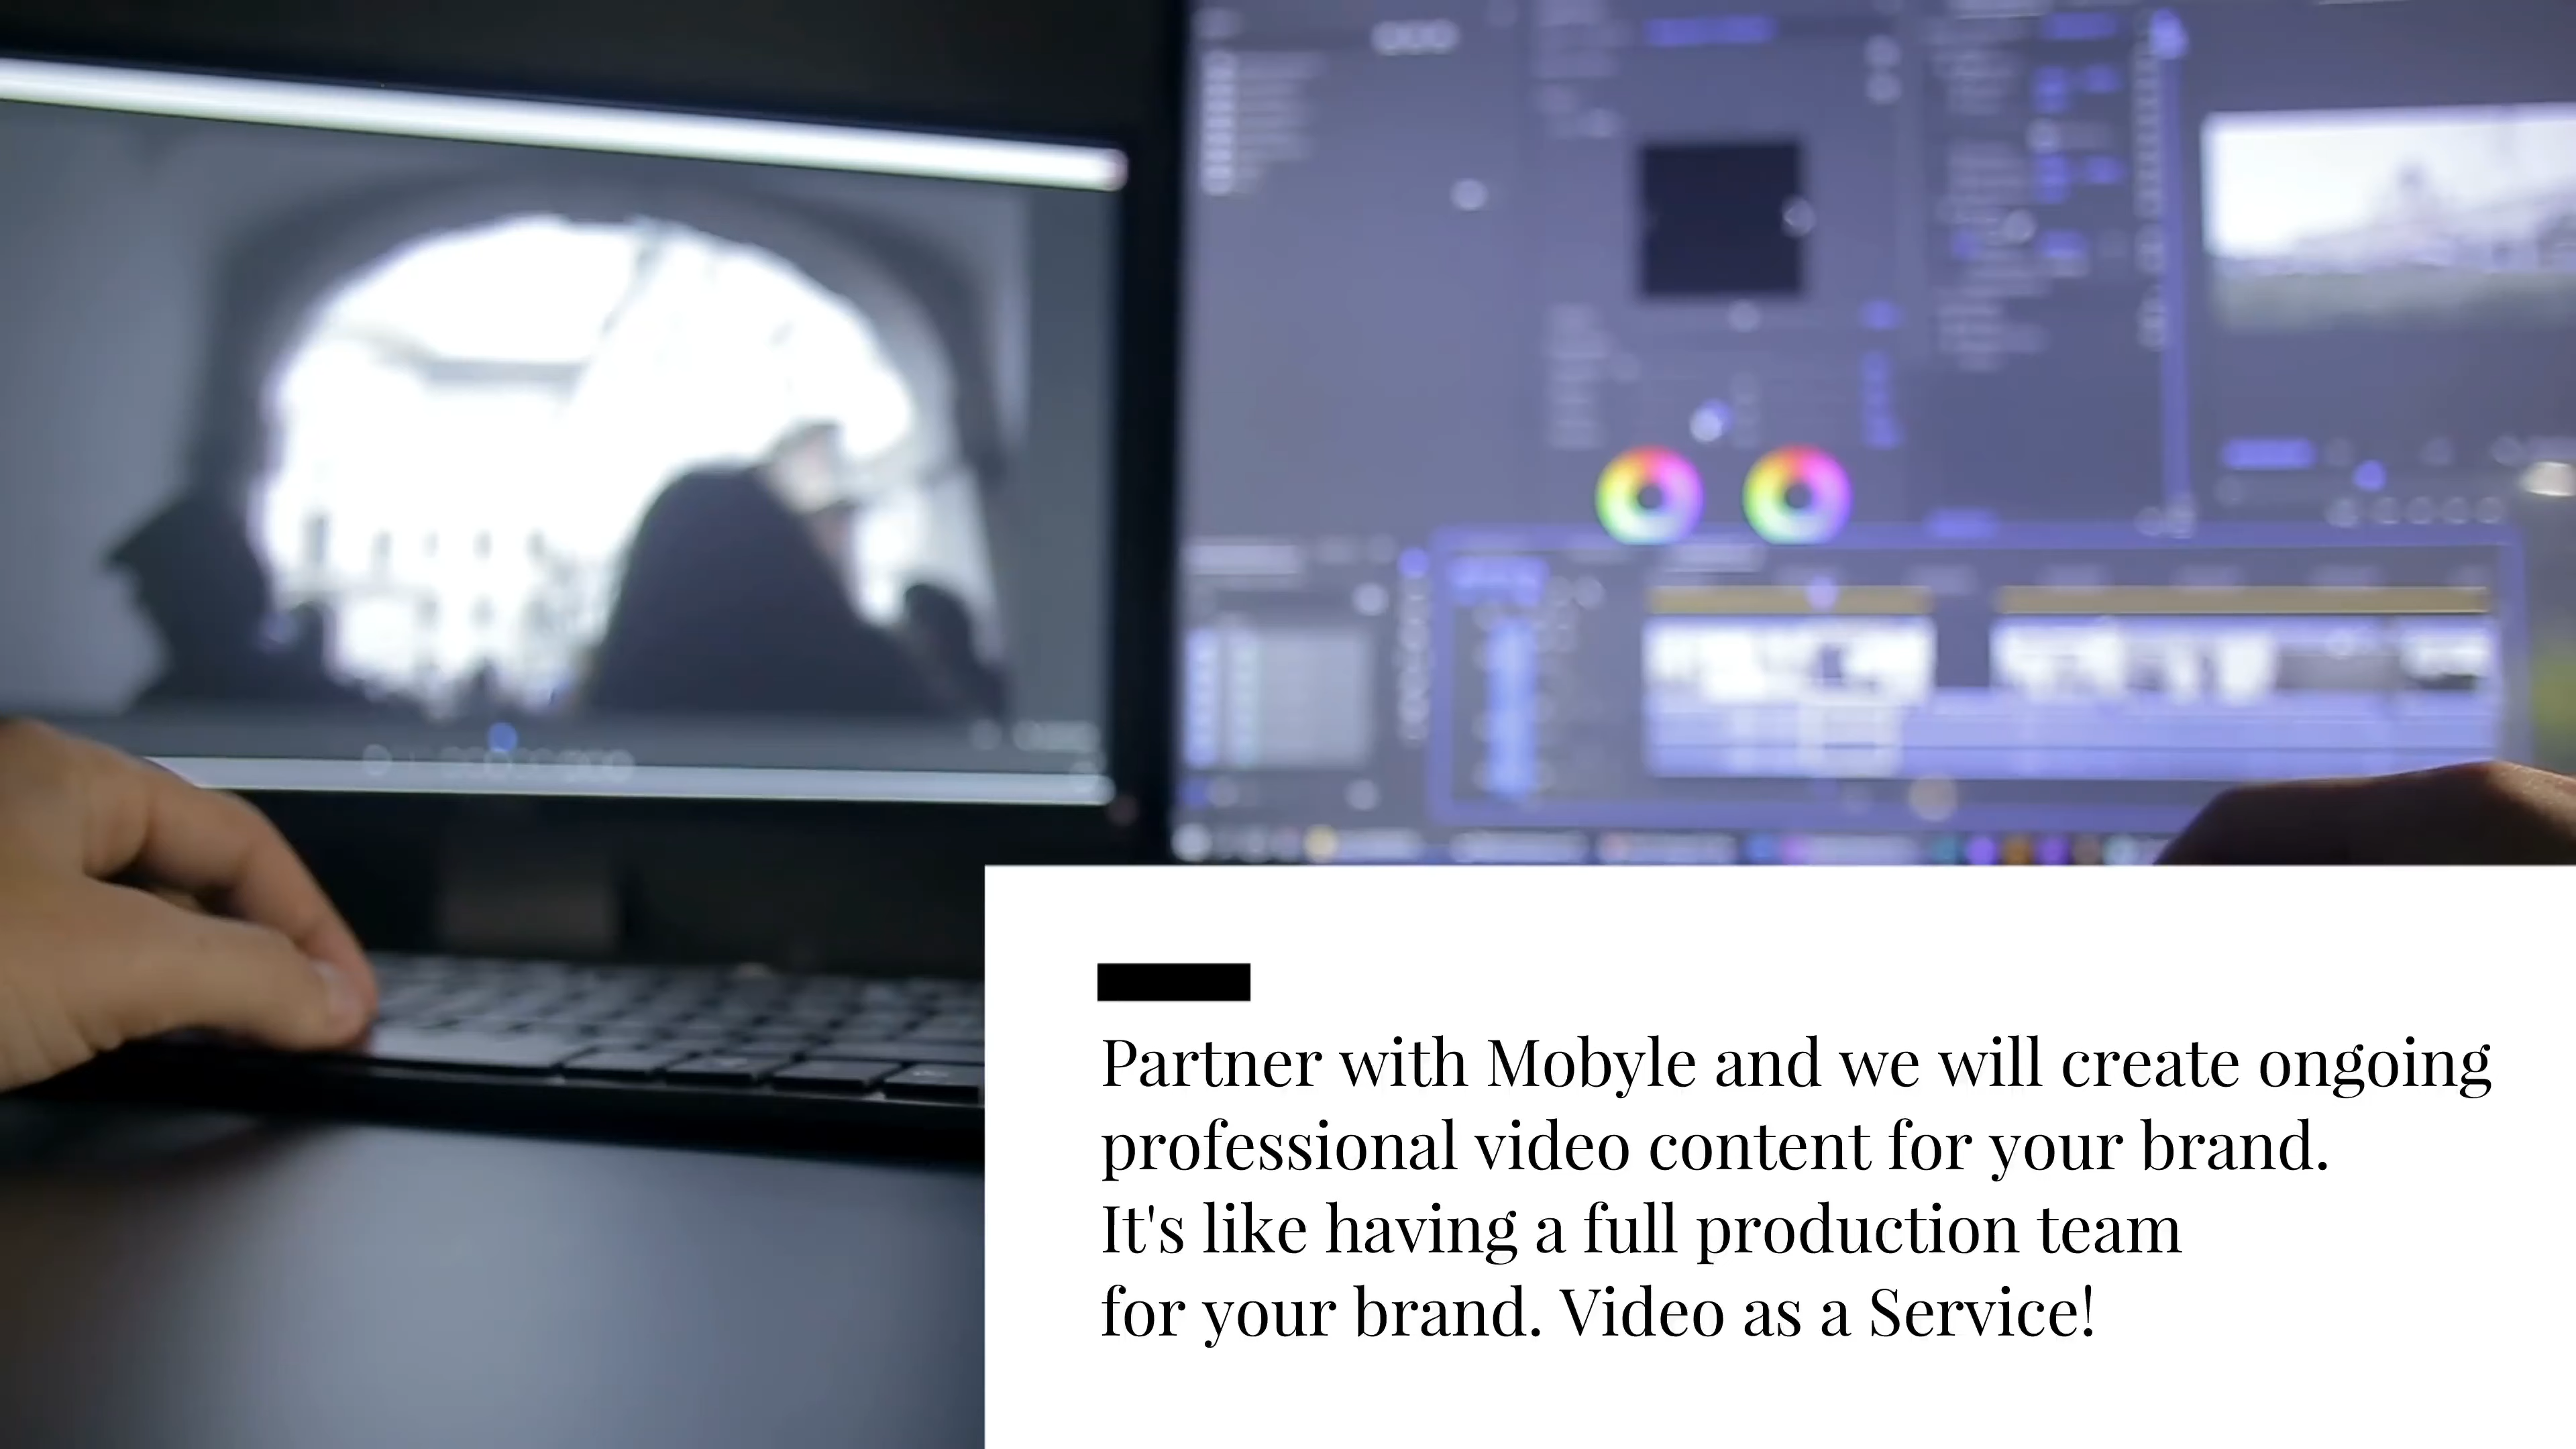 Partner with Mobyle and we will create ongoing
professional video content for your brand.
It's like having a full production team
for your brand. Video as a Service!